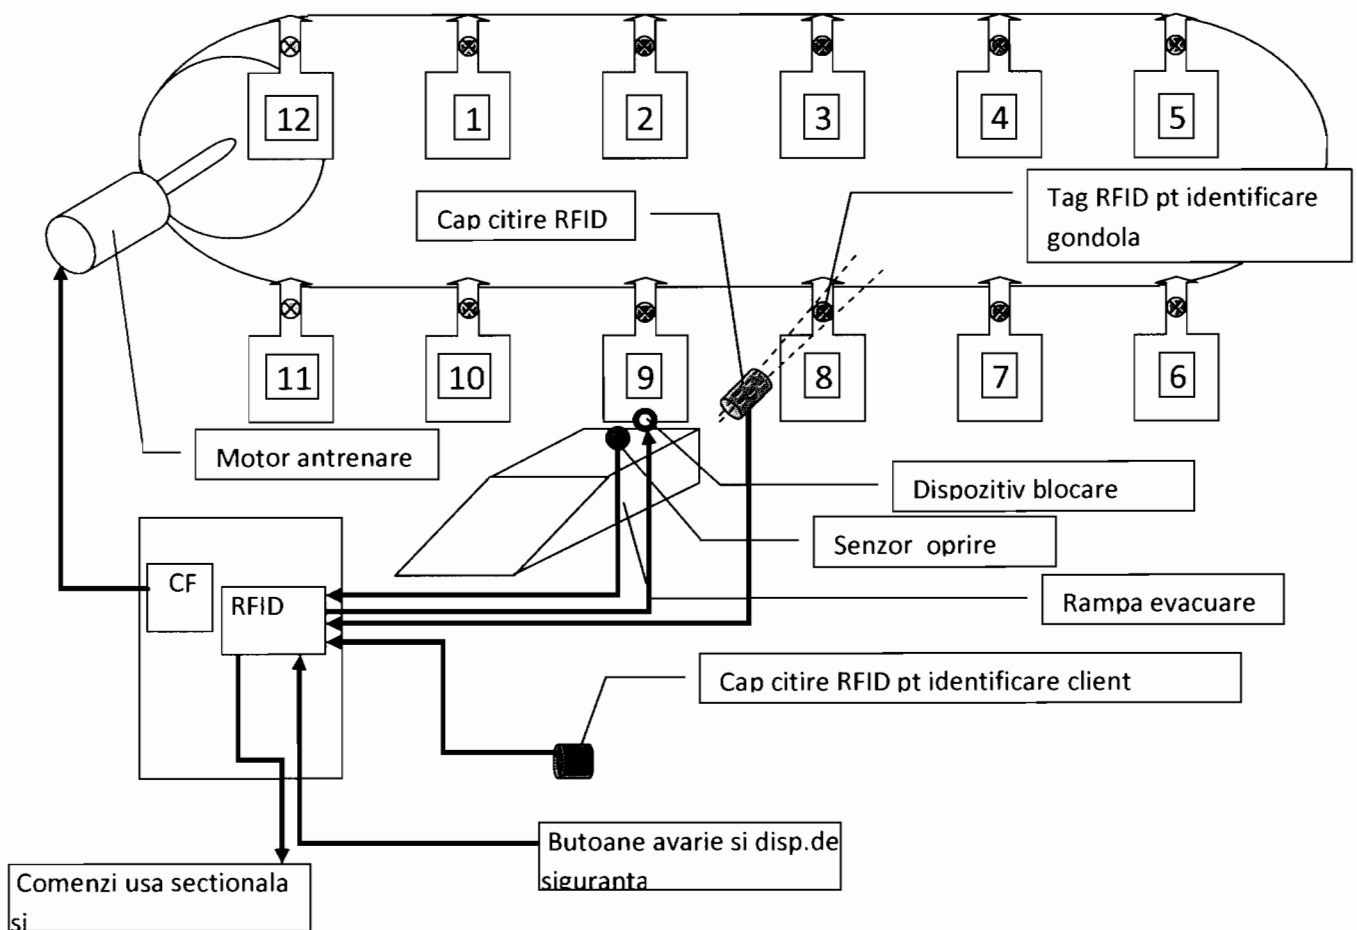 12
1
2
3
4
5
Tag RFID pt identificare
gondola
Cap citire RFID
11
10
9
8
7
6
Motor antrenare
Dispozitiv blocare
Senzor oprire
CF
RFID
Rampa evacuare
Cap citire RFID pt identificare client
Butoane avarie si disp.de
siguranta
Comenzi usa sectionala
si